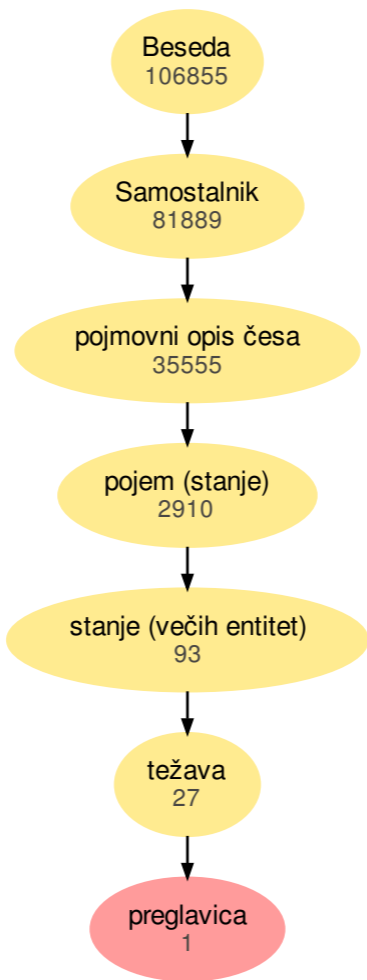 Beseda
106855
Samostalnik
81889
pojmovni opis česa
35555
pojem (stanje)
2910
stanje (večih entitet)
93
težava
27
preglavica
1